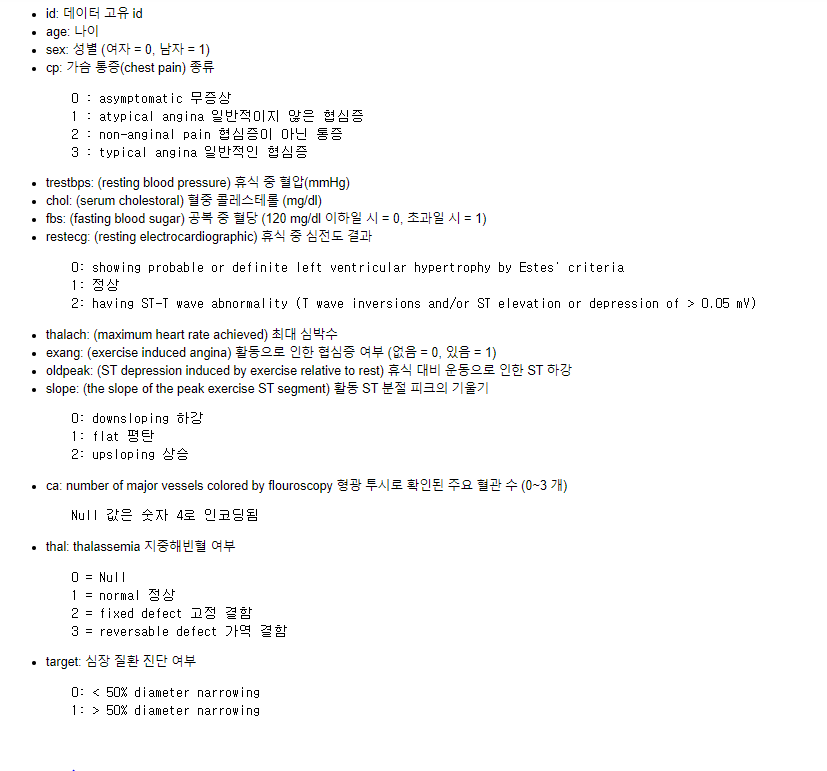 id: 데이터 고유 id
age: 나이
sex: 성별 (여자 = 0, 남자 = 1)
cp: 가슴 통증(chest pain) 종류
0 : asymptomatic 무증상
1 : atypical angina 일반적이지 않은 협심증
2 : non-anginal pain 협심증이 아닌 통증
3 : typical angina 일반적인 협심증
trestbps: (resting blood pressure) 휴식 중 혈압(mmHg)
chol: (serum cholestoral) 혈중 콜레스테롤 (mg/dl)
fbs: (fasting blood sugar) 공복 중 혈당 (120 mg/dl 이하일 시 = 0, 초과일 시 = 1)
restecg: (resting electrocardiographic) 휴식 중 심전도 결과
0: showing probable or definite left ventricular hypertrophy by Estes' criteria
1: 정상
2: having ST-T wave abnormality (T wave inversions and/or ST elevation or depression of > 0.05 mV)
thalach: (maximum heart rate achieved) 최대 심박수
exang: (exercise induced angina) 활동으로 인한 협심증 여부 (없음 = 0, 있음 = 1)
oldpeak: (ST depression induced by exercise relative to rest) 휴식 대비 운동으로 인한 ST 하강
slope: (the slope of the peak exercise ST segment) 활동 ST 분절 피크의 기울기
0: downsloping 하강
1: flat 평탄
2: upsloping 상승
ca: number of major vessels colored by flouroscopy 형광 투시로 확인된 주요 혈관 수 (0~3 개)
Null 값은 숫자 4로 인코딩됨
thal: thalassemia 지중해빈혈 여부
0 = Null
1 = normal 정상
2 = fixed defect 고정 결함
3 = reversable defect 가역 결함
target: 심장 질환 진단 여부
0: < 50% diameter narrowing
1: > 50% diameter narrowing